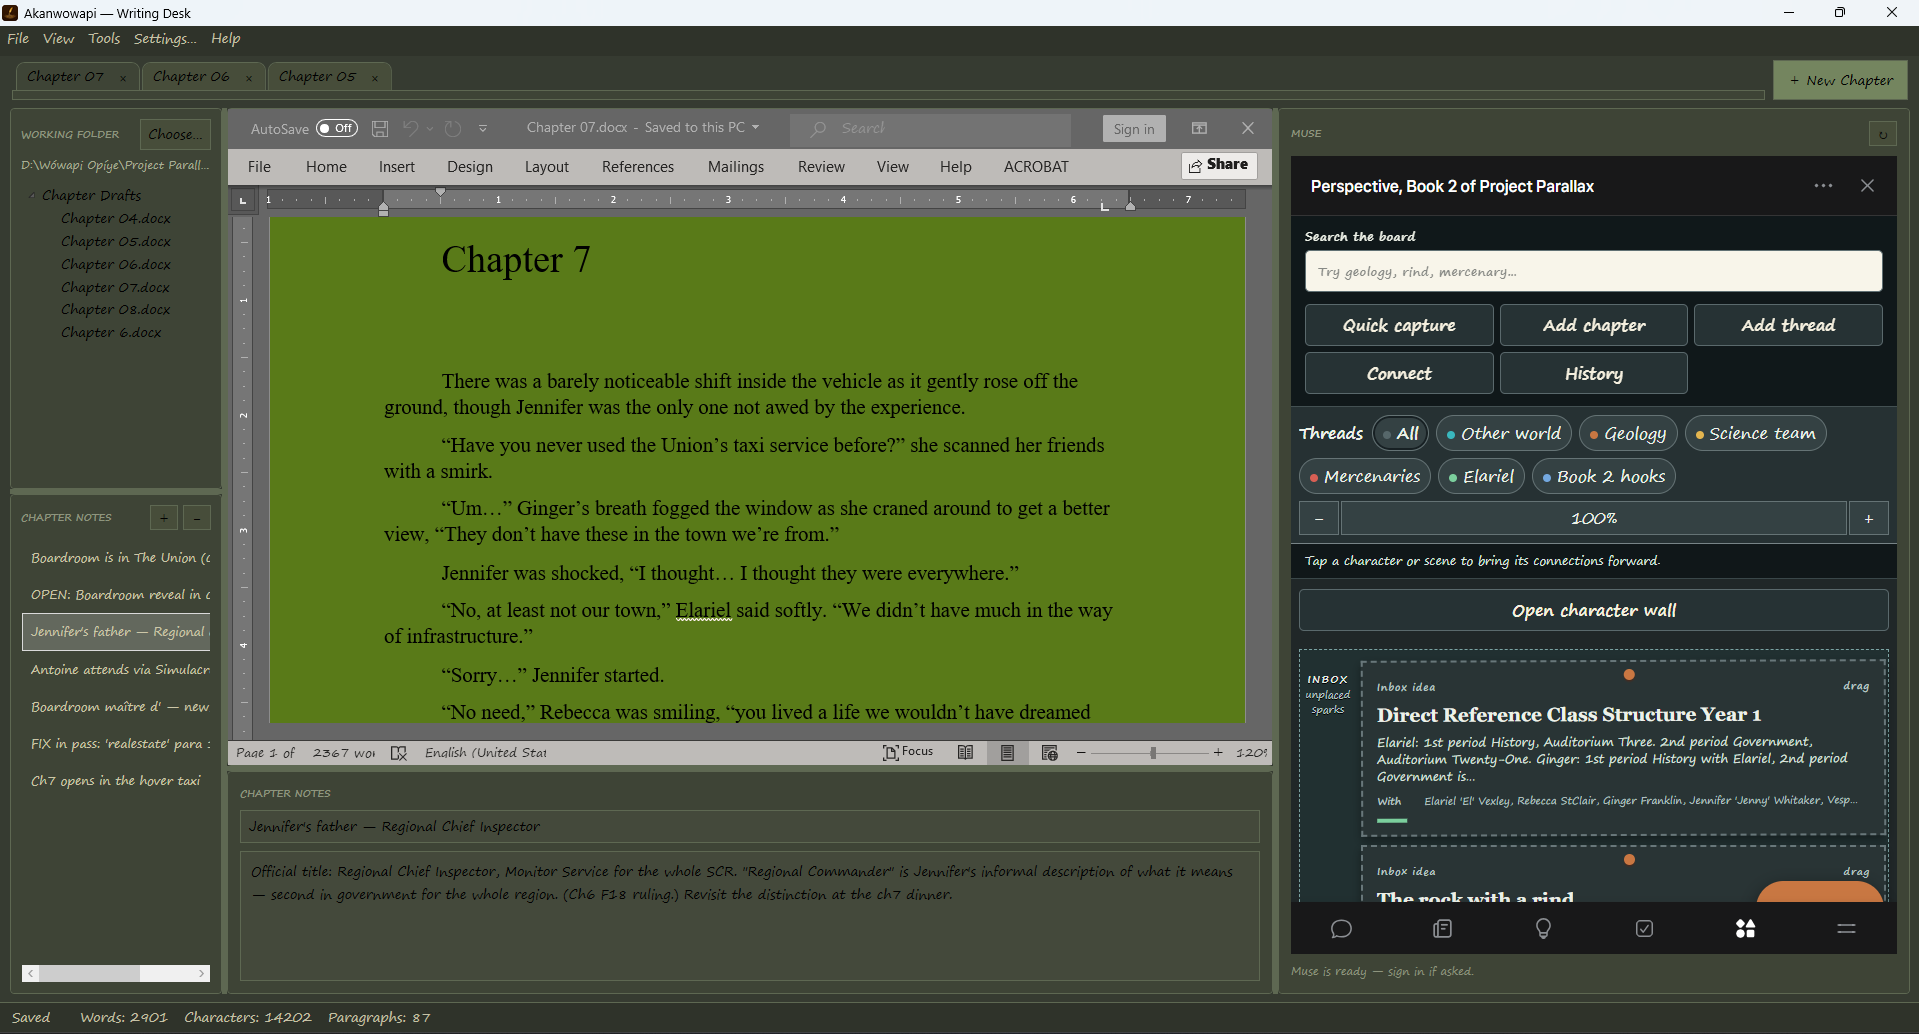 Akanwowapi — Writing Desk
File View Tools Settings... Help
Chapter 07 × Chapter 06 × Chapter 05 ×
+ New Chapter
WORKING FOLDER
Choose...
D:\Wówapi Opíye\Project Parall...
Chapter Drafts
Chapter 04.docx
Chapter 05.docx
Chapter 06.docx
Chapter 07.docx
Chapter 08.docx
Chapter 6.docx
CHAPTER NOTES + –
Boardroom is in The Union (
OPEN: Boardroom reveal in
Jennifer's father — Regional
Antoine attends via Simulacr
Boardroom maître d' — new
FIX in pass: 'realestate' para
Ch7 opens in the hover taxi
AutoSave Off
Chapter 07.docx - Saved to this PC
Search
Sign in
File Home Insert Design Layout References Mailings Review View Help ACROBAT
Share
1 1 2 3 4 5 6 7
1
2
3
4
Chapter 7
There was a barely noticeable shift inside the vehicle as it gently rose off the
ground, though Jennifer was the only one not awed by the experience.
“Have you never used the Union’s taxi service before?” she scanned her friends
with a smirk.
“Um…” Ginger’s breath fogged the window as she craned around to get a better
view, “They don’t have these in the town we’re from.”
Jennifer was shocked, “I thought… I thought they were everywhere.”
“No, at least not our town,” Elariel said softly. “We didn’t have much in the way
of infrastructure.”
“Sorry…” Jennifer started.
“No need,” Rebecca was smiling, “you lived a life we wouldn’t have dreamed
Page 1 of 2367 wor English (United Stat
Focus
120%
CHAPTER NOTES
Jennifer's father — Regional Chief Inspector
Official title: Regional Chief Inspector, Monitor Service for the whole SCR. "Regional Commander" is Jennifer's informal description of what it means
— second in government for the whole region. (Ch6 F18 ruling.) Revisit the distinction at the ch7 dinner.
MUSE
Perspective, Book 2 of Project Parallax
Search the board
Try geology, rind, mercenary...
Quick capture
Add chapter
Add thread
Connect
History
Threads All Other world Geology Science team
Mercenaries Elariel Book 2 hooks
– 100% +
Tap a character or scene to bring its connections forward.
Open character wall
INBOX
unplaced
sparks
Inbox idea drag
Direct Reference Class Structure Year 1
Elariel: 1st period History, Auditorium Three. 2nd period Government,
Auditorium Twenty-One. Ginger: 1st period History with Elariel, 2nd period
Government is...
With Elariel 'El' Vexley, Rebecca StClair, Ginger Franklin, Jennifer 'Jenny' Whitaker, Vesp...
Inbox idea drag
The rock with a rind
Muse is ready — sign in if asked.
Saved Words: 2901 Characters: 14202 Paragraphs: 87